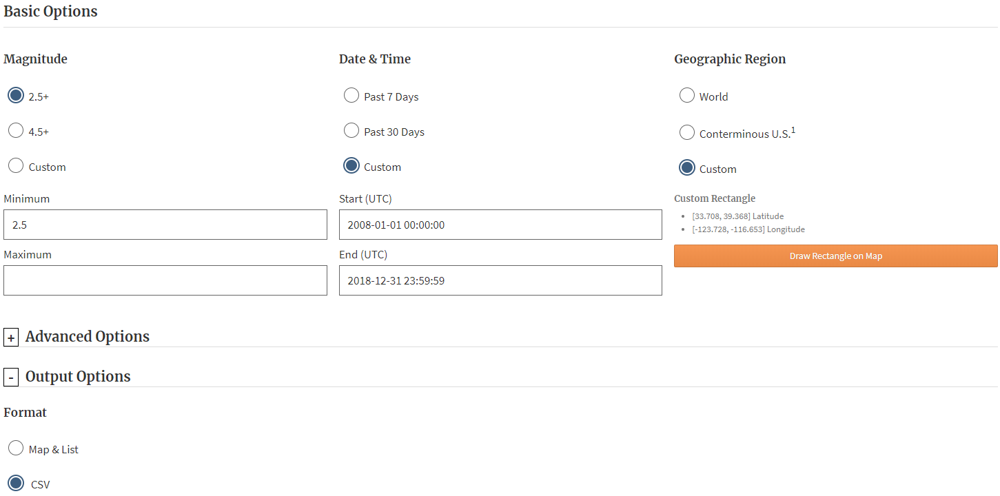 Basic Options
Magnitude
2.5+
4.5+
Custom
Minimum
2.5
Maximum
Date & Time
Past 7 Days
Past 30 Days
Custom
Start (UTC)
2008-01-01 00:00:00
End (UTC)
2018-12-31 23:59:59
Geographic Region
World
Conterminous U.S.1
Custom
Custom Rectangle
[33.708, 39.368] Latitude
[-123.728, -116.653] Longitude
Draw Rectangle on Map
+ Advanced Options
- Output Options
Format
Map & List
CSV